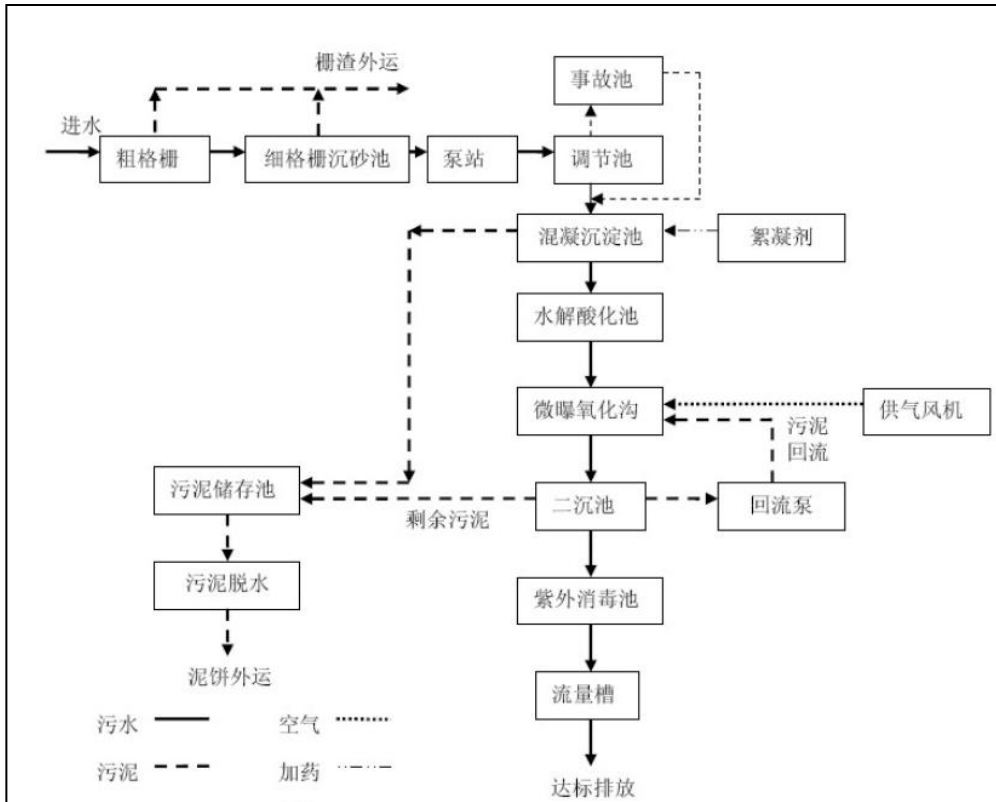 栅渣外运
事故池
进水
粗格栅
细格栅沉砂池
泵站
调节池
混凝沉淀池
絮凝剂
水解酸化池
微曝氧化沟
供气风机
污泥
回流
污泥储存池
剩余污泥
二沉池
回流泵
污泥脱水
紫外消毒池
泥饼外运
流量槽
污水
空气
污泥
加药
达标排放